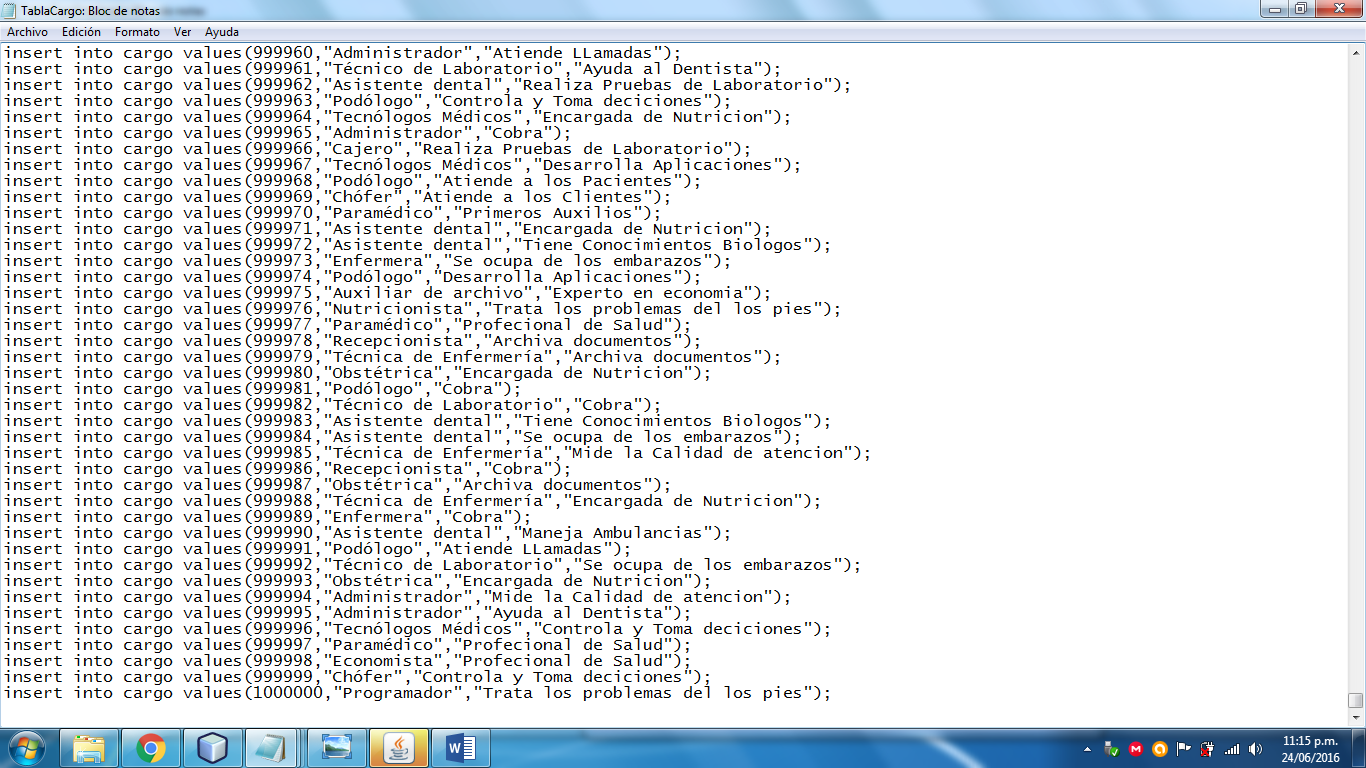 TablaCargo: Bloc de notas
Archivo Edición Formato Ver Ayuda
insert into cargo values(999960,"Administrador","Atiende LLamadas");
insert into cargo values(999961,"Técnico de Laboratorio","Ayuda al Dentista");
insert into cargo values(999962,"Asistente dental","Realiza Pruebas de Laboratorio");
insert into cargo values(999963,"Podólogo","Controla y Toma deciciones");
insert into cargo values(999964,"Tecnólogos Médicos","Encargada de Nutricion");
insert into cargo values(999965,"Administrador","Cobra");
insert into cargo values(999966,"Cajero","Realiza Pruebas de Laboratorio");
insert into cargo values(999967,"Tecnólogos Médicos","Desarrolla Aplicaciones");
insert into cargo values(999968,"Podólogo","Atiende a los Pacientes");
insert into cargo values(999969,"Chófer","Atiende a los Clientes");
insert into cargo values(999970,"Paramédico","Primeros Auxilios");
insert into cargo values(999971,"Asistente dental","Encargada de Nutricion");
insert into cargo values(999972,"Asistente dental","Tiene Conocimientos Biologos");
insert into cargo values(999973,"Enfermera","Se ocupa de los embarazos");
insert into cargo values(999974,"Podólogo","Desarrolla Aplicaciones");
insert into cargo values(999975,"Auxiliar de archivo","Experto en economia");
insert into cargo values(999976,"Nutricionista","Trata los problemas del los pies");
insert into cargo values(999977,"Paramédico","Profecional de Salud");
insert into cargo values(999978,"Recepcionista","Archiva documentos");
insert into cargo values(999979,"Técnica de Enfermería","Archiva documentos");
insert into cargo values(999980,"Obstétrica","Encargada de Nutricion");
insert into cargo values(999981,"Podólogo","Cobra");
insert into cargo values(999982,"Técnico de Laboratorio","Cobra");
insert into cargo values(999983,"Asistente dental","Tiene Conocimientos Biologos");
insert into cargo values(999984,"Asistente dental","Se ocupa de los embarazos");
insert into cargo values(999985,"Técnica de Enfermería","Mide la Calidad de atencion");
insert into cargo values(999986,"Recepcionista","Cobra");
insert into cargo values(999987,"Obstétrica","Archiva documentos");
insert into cargo values(999988,"Técnica de Enfermería","Encargada de Nutricion");
insert into cargo values(999989,"Enfermera","Cobra");
insert into cargo values(999990,"Asistente dental","Maneja Ambulancias");
insert into cargo values(999991,"Podólogo","Atiende LLamadas");
insert into cargo values(999992,"Técnico de Laboratorio","Se ocupa de los embarazos");
insert into cargo values(999993,"Obstétrica","Encargada de Nutricion");
insert into cargo values(999994,"Administrador","Mide la Calidad de atencion");
insert into cargo values(999995,"Administrador","Ayuda al Dentista");
insert into cargo values(999996,"Tecnólogos Médicos","Controla y Toma deciciones");
insert into cargo values(999997,"Paramédico","Profecional de Salud");
insert into cargo values(999998,"Economista","Profecional de Salud");
insert into cargo values(999999,"Chófer","Controla y Toma deciciones");
insert into cargo values(1000000,"Programador","Trata los problemas del los pies");
11:15 p.m.
24/06/2016